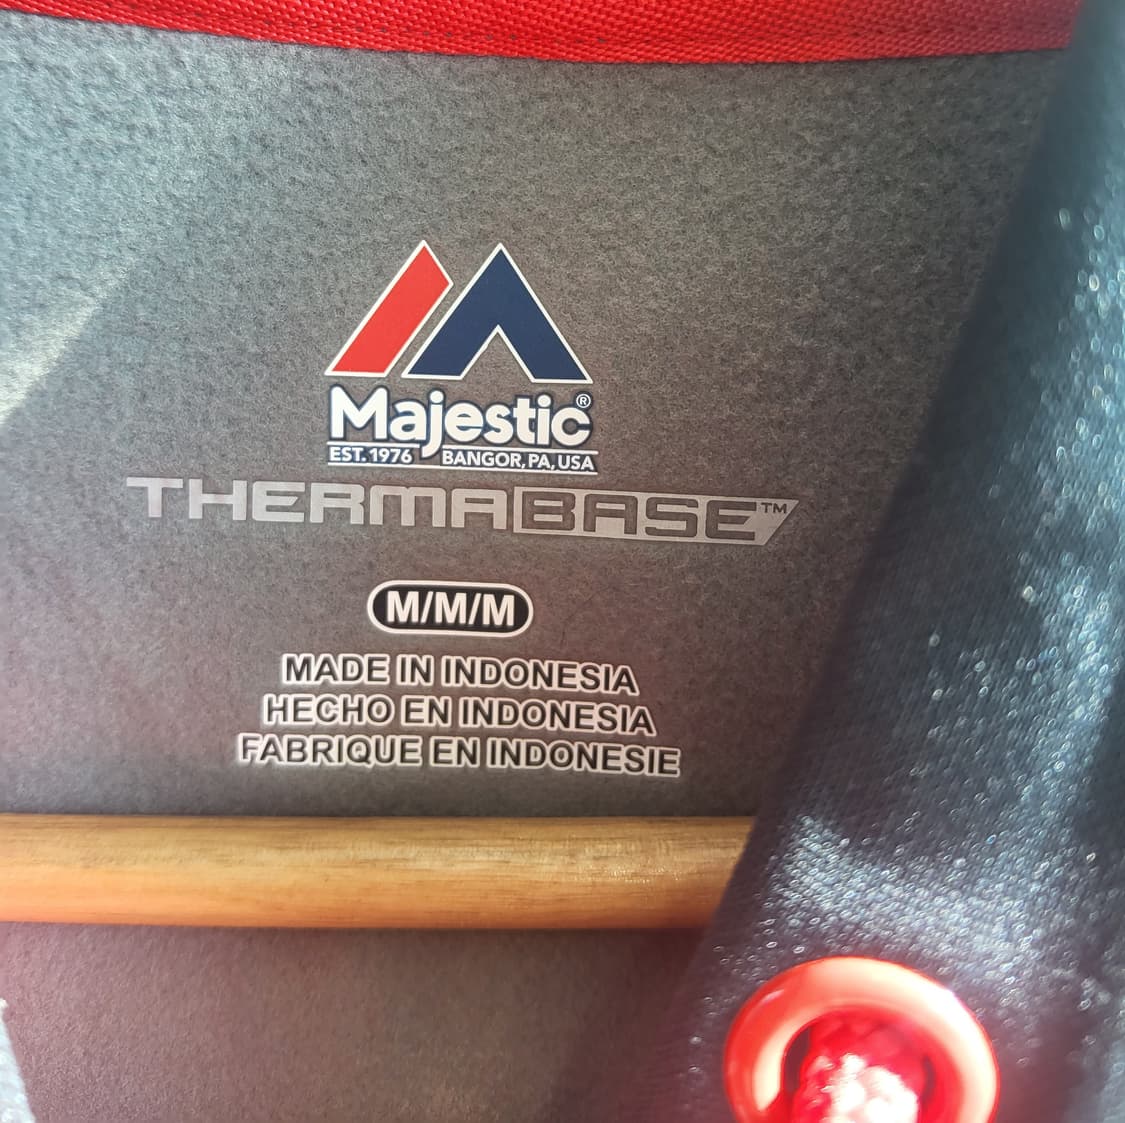 Majestic®
EST. 1976 BANGOR, PA, USA
THERMABASE™
M/M/M
MADE IN INDONESIA
HECHO EN INDONESIA
FABRIQUE EN INDONESIE